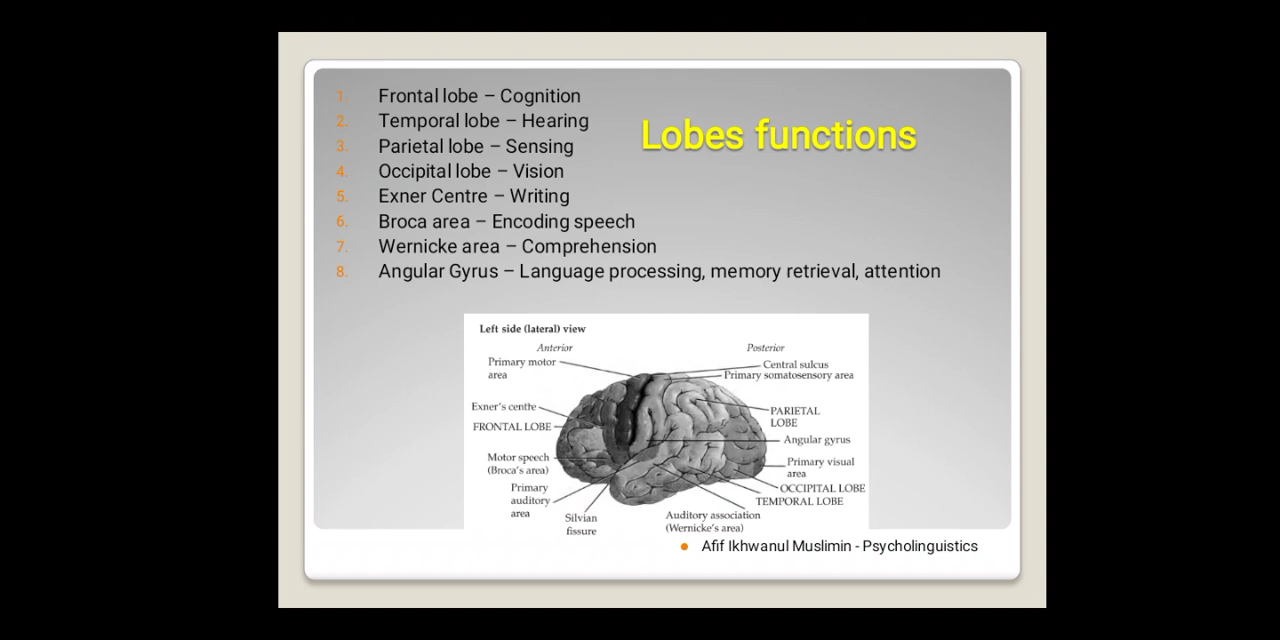 1. Frontal lobe – Cognition
2. Temporal lobe – Hearing
3. Parietal lobe – Sensing
4. Occipital lobe – Vision
5. Exner Centre – Writing
6. Broca area – Encoding speech
7. Wernicke area – Comprehension
8. Angular Gyrus – Language processing, memory retrieval, attention
Lobes functions
Left side (lateral) view
Anterior
Posterior
Primary motor
area
Central sulcus
Primary somatosensory area
Exner's centre
FRONTAL LOBE
PARIETAL
LOBE
Angular gyrus
Motor speech
(Broca's area)
Primary visual
area
Primary
auditory
area
OCCIPITAL LOBE
TEMPORAL LOBE
Silvian
fissure
Auditory association
(Wernicke's area)
Afif Ikhwanul Muslimin - Psycholinguistics